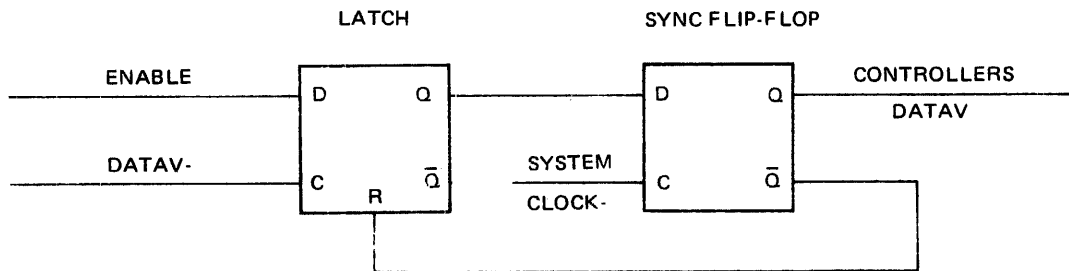 LATCH
SYNC FLIP-FLOP
ENABLE
D
Q
D
Q
CONTROLLERS
DATAV
DATAV-
C
Q̅
R
SYSTEM
CLOCK-
C
Q̅